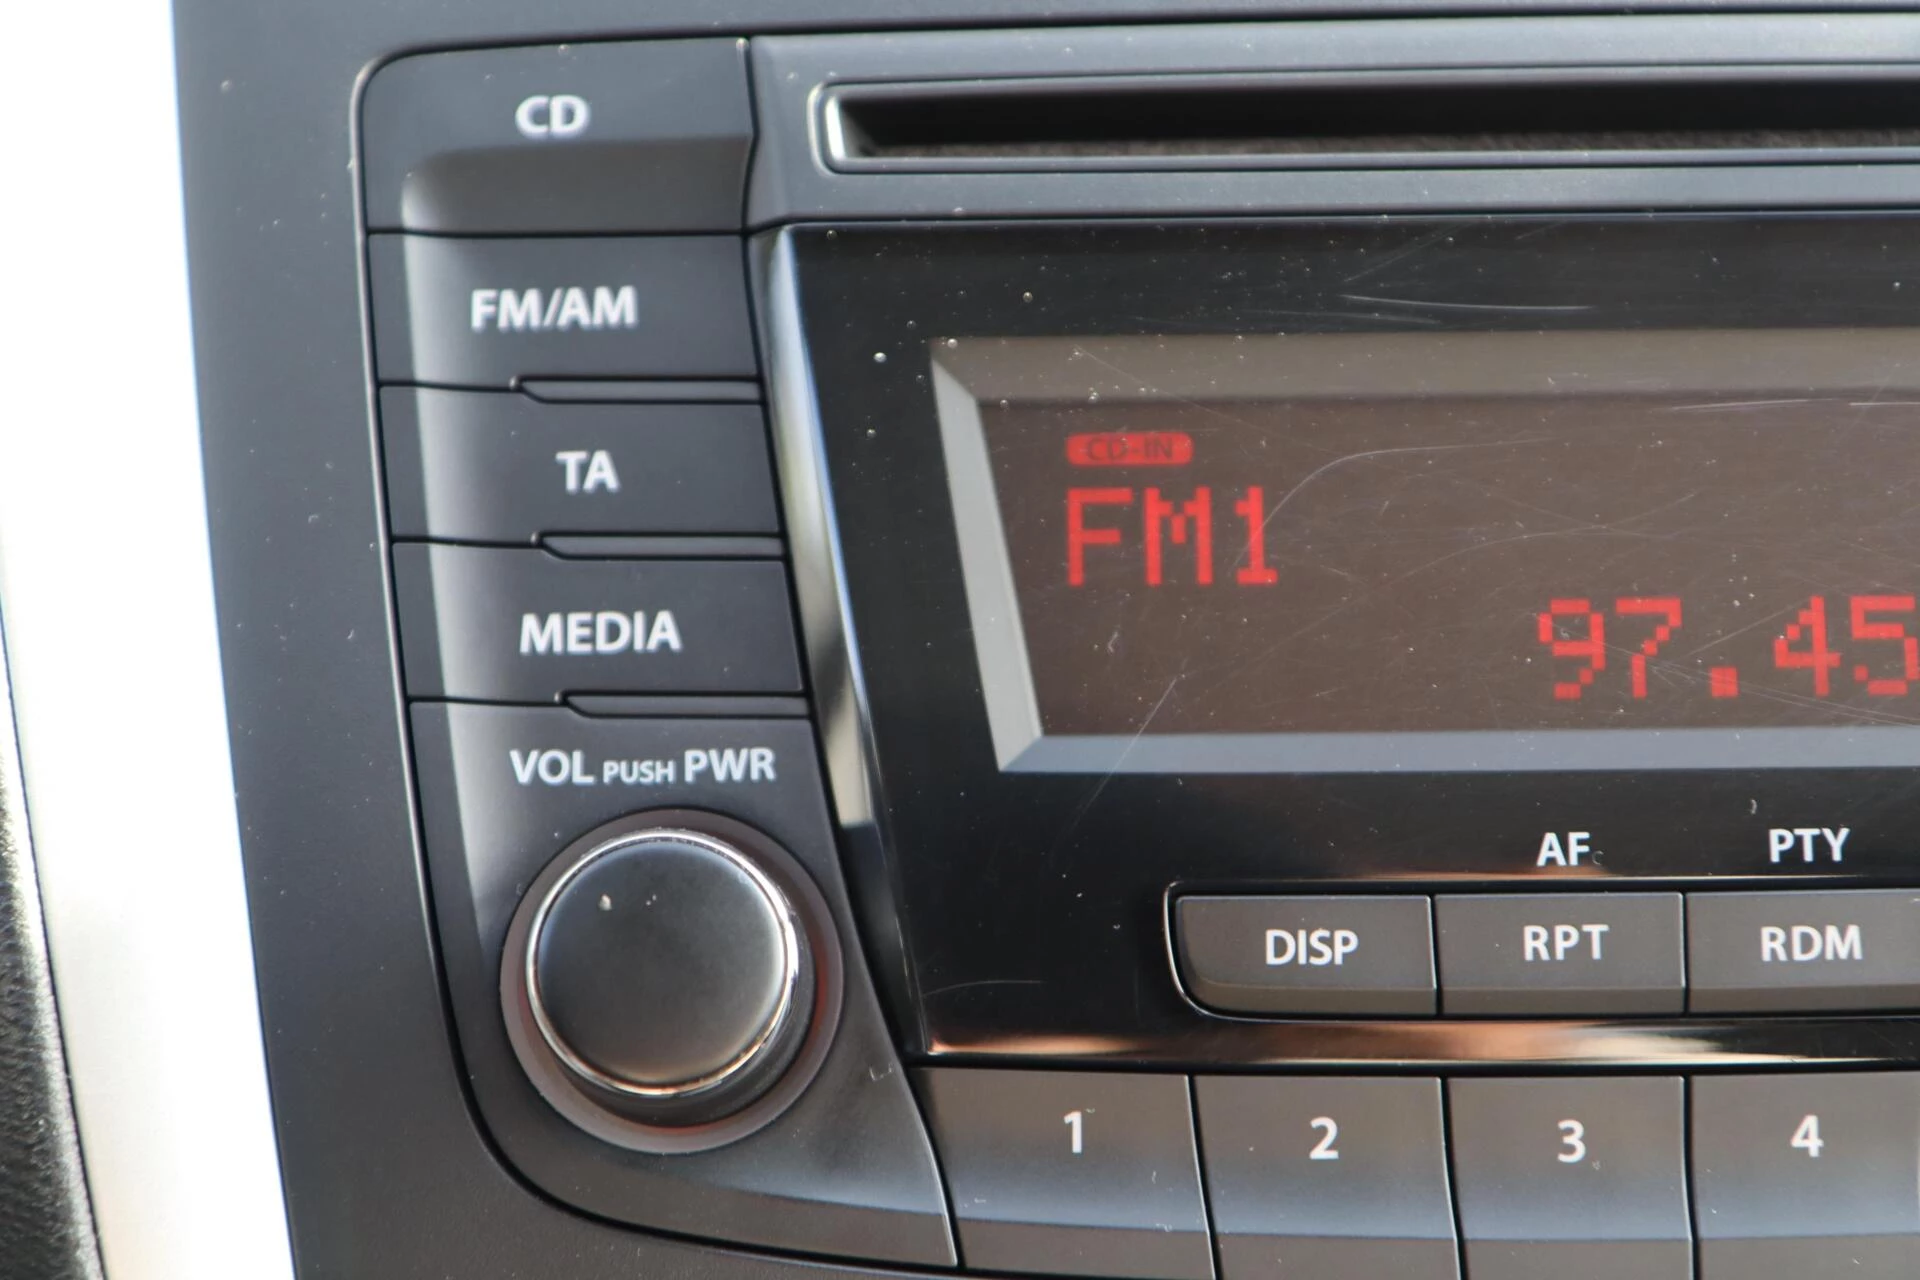 CD
FM/AM
TA
MEDIA
VOL PUSH PWR
CD-IN
FM1
97.45
AF PTY
DISP RPT RDM
1 2 3 4